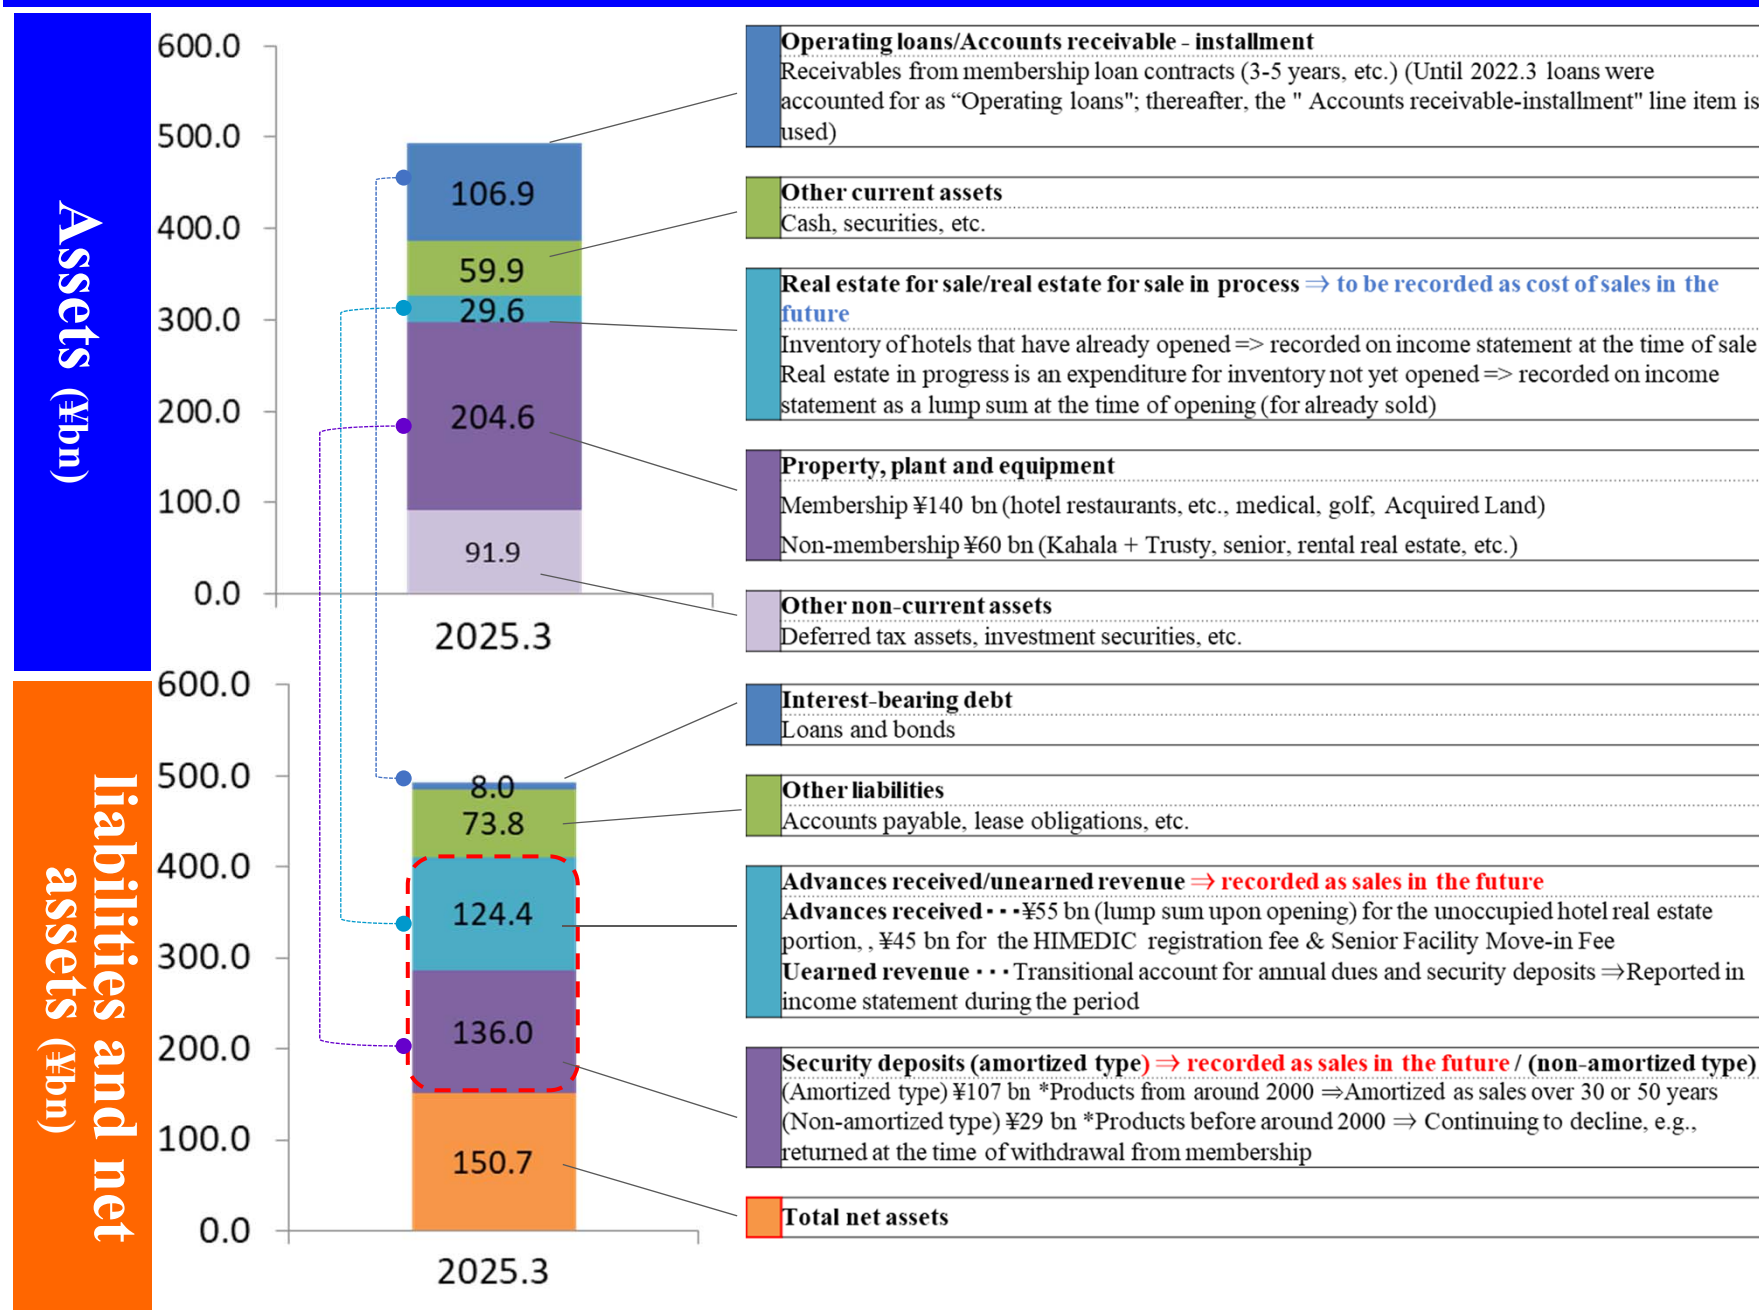 Assets (¥bn)
600.0
500.0
400.0
300.0
200.0
100.0
0.0
106.9
59.9
29.6
204.6
91.9
2025.3
Operating loans/Accounts receivable - installment
Receivables from membership loan contracts (3-5 years, etc.) (Until 2022.3 loans were
accounted for as “Operating loans"; thereafter, the " Accounts receivable-installment" line item is
used)
Other current assets
Cash, securities, etc.
Real estate for sale/real estate for sale in process ⇒ to be recorded as cost of sales in the
future
Inventory of hotels that have already opened => recorded on income statement at the time of sale
Real estate in progress is an expenditure for inventory not yet opened => recorded on income
statement as a lump sum at the time of opening (for already sold)
Property, plant and equipment
Membership ¥140 bn (hotel restaurants, etc., medical, golf, Acquired Land)
Non-membership ¥60 bn (Kahala + Trusty, senior, rental real estate, etc.)
Other non-current assets
Deferred tax assets, investment securities, etc.
liabilities and net
assets (¥bn)
600.0
500.0
400.0
300.0
200.0
100.0
0.0
8.0
73.8
124.4
136.0
150.7
2025.3
Interest-bearing debt
Loans and bonds
Other liabilities
Accounts payable, lease obligations, etc.
Advances received/unearned revenue ⇒ recorded as sales in the future
Advances received･･･¥55 bn (lump sum upon opening) for the unoccupied hotel real estate
portion, , ¥45 bn for the HIMEDIC registration fee & Senior Facility Move-in Fee
Uearned revenue ･･･Transitional account for annual dues and security deposits ⇒Reported in
income statement during the period
Security deposits (amortized type) ⇒ recorded as sales in the future / (non-amortized type)
(Amortized type) ¥107 bn *Products from around 2000 ⇒Amortized as sales over 30 or 50 years
(Non-amortized type) ¥29 bn *Products before around 2000 ⇒ Continuing to decline, e.g.,
returned at the time of withdrawal from membership
Total net assets